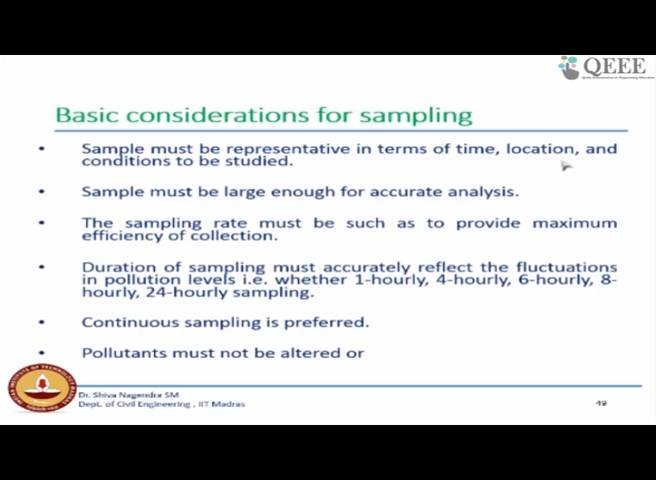 QEEE
Basic considerations for sampling
• Sample must be representative in terms of time, location, and
conditions to be studied.
• Sample must be large enough for accurate analysis.
• The sampling rate must be such as to provide maximum
efficiency of collection.
• Duration of sampling must accurately reflect the fluctuations
in pollution levels i.e. whether 1-hourly, 4-hourly, 6-hourly, 8-
hourly, 24-hourly sampling.
• Continuous sampling is preferred.
• Pollutants must not be altered or
Dr. Shiva Nagendra SM
Dept. of Civil Engineering , IIT Madras
49